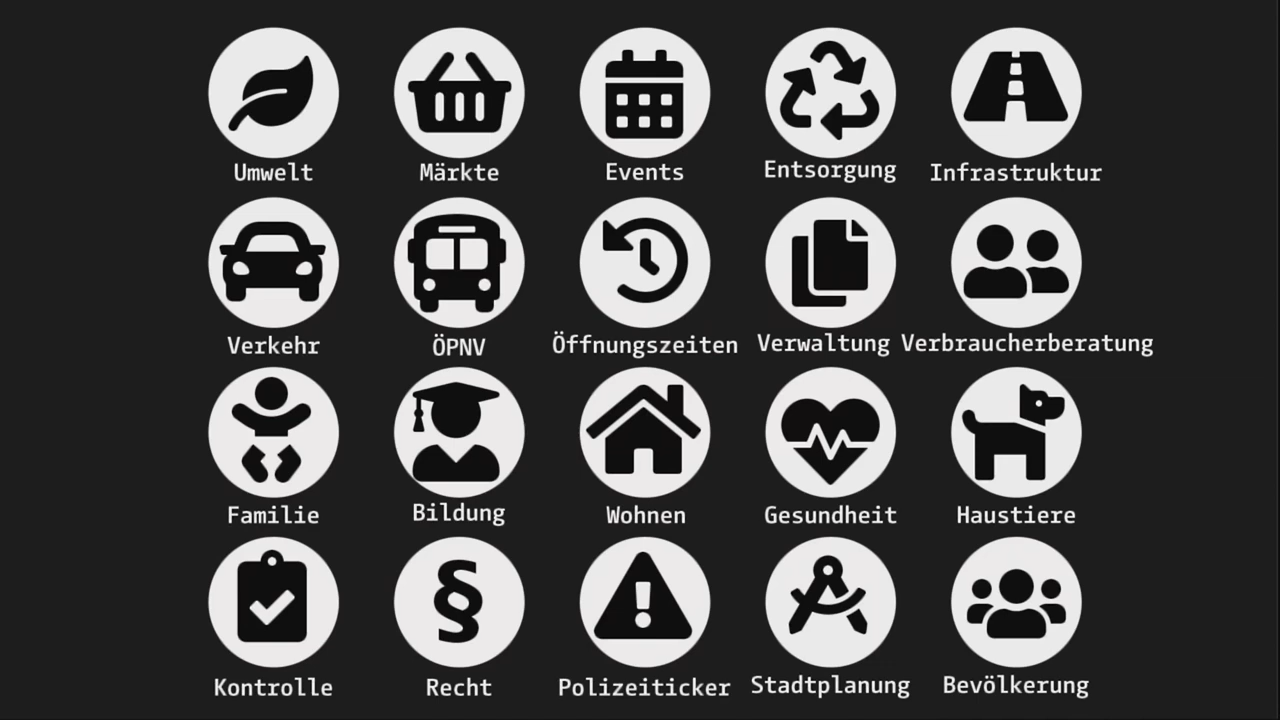 Umwelt
Märkte
Events
Entsorgung
Infrastruktur
Verkehr
ÖPNV
Öffnungszeiten
Verwaltung
Verbraucherberatung
Familie
Bildung
Wohnen
Gesundheit
Haustiere
Kontrolle
§
Recht
Polizeiticker
Stadtplanung
Bevölkerung